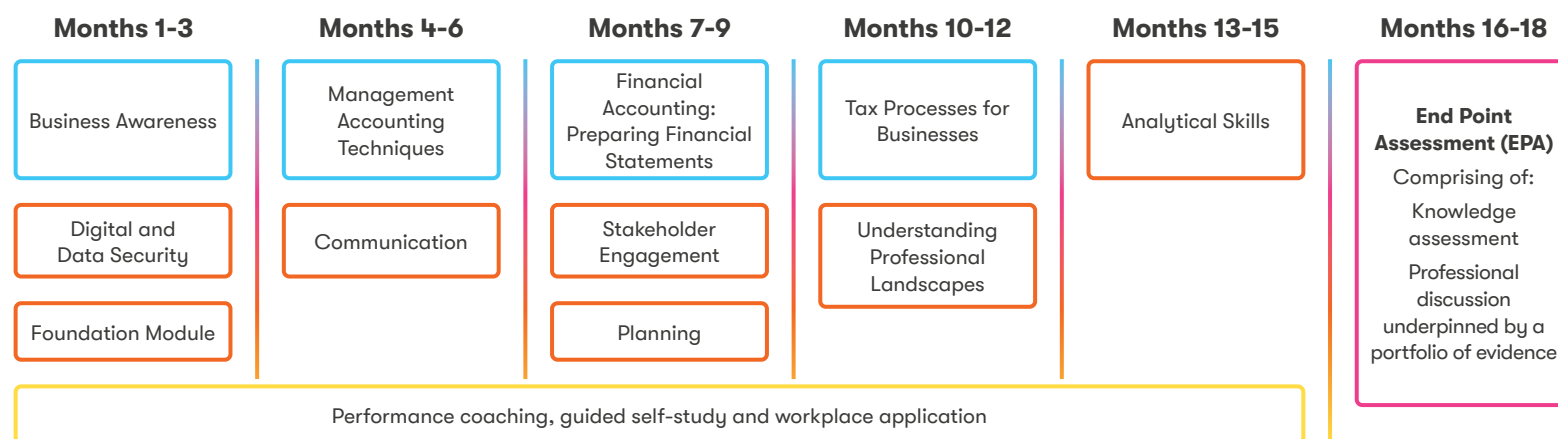 Months 1-3
Business Awareness
Digital and
Data Security
Foundation Module
Months 4-6
Management
Accounting
Techniques
Communication
Months 7-9
Financial
Accounting:
Preparing Financial
Statements
Stakeholder
Engagement
Planning
Months 10-12
Tax Processes for
Businesses
Understanding
Professional
Landscapes
Months 13-15
Analytical Skills
Months 16-18
End Point
Assessment (EPA)
Comprising of:
Knowledge
assessment
Professional
discussion
underpinned by a
portfolio of evidence
Performance coaching, guided self-study and workplace application